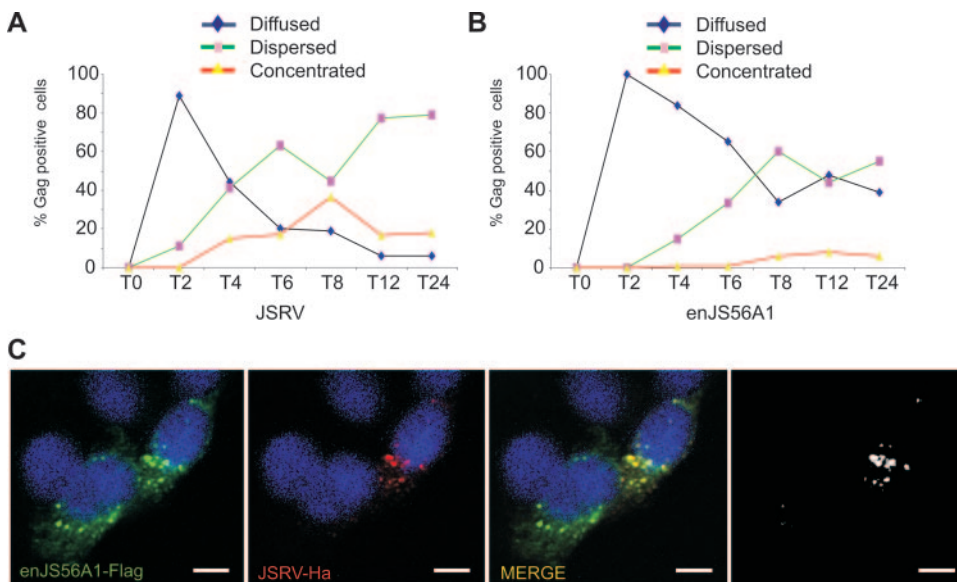 A
Diffused
Dispersed
Concentrated
% Gag positive cells
100
80
60
40
20
0
T0 T2 T4 T6 T8 T12 T24
JSRV
B
Diffused
Dispersed
Concentrated
% Gag positive cells
100
80
60
40
20
0
T0 T2 T4 T6 T8 T12 T24
enJS56A1
C
enJS56A1-Flag
JSRV-Ha
MERGE